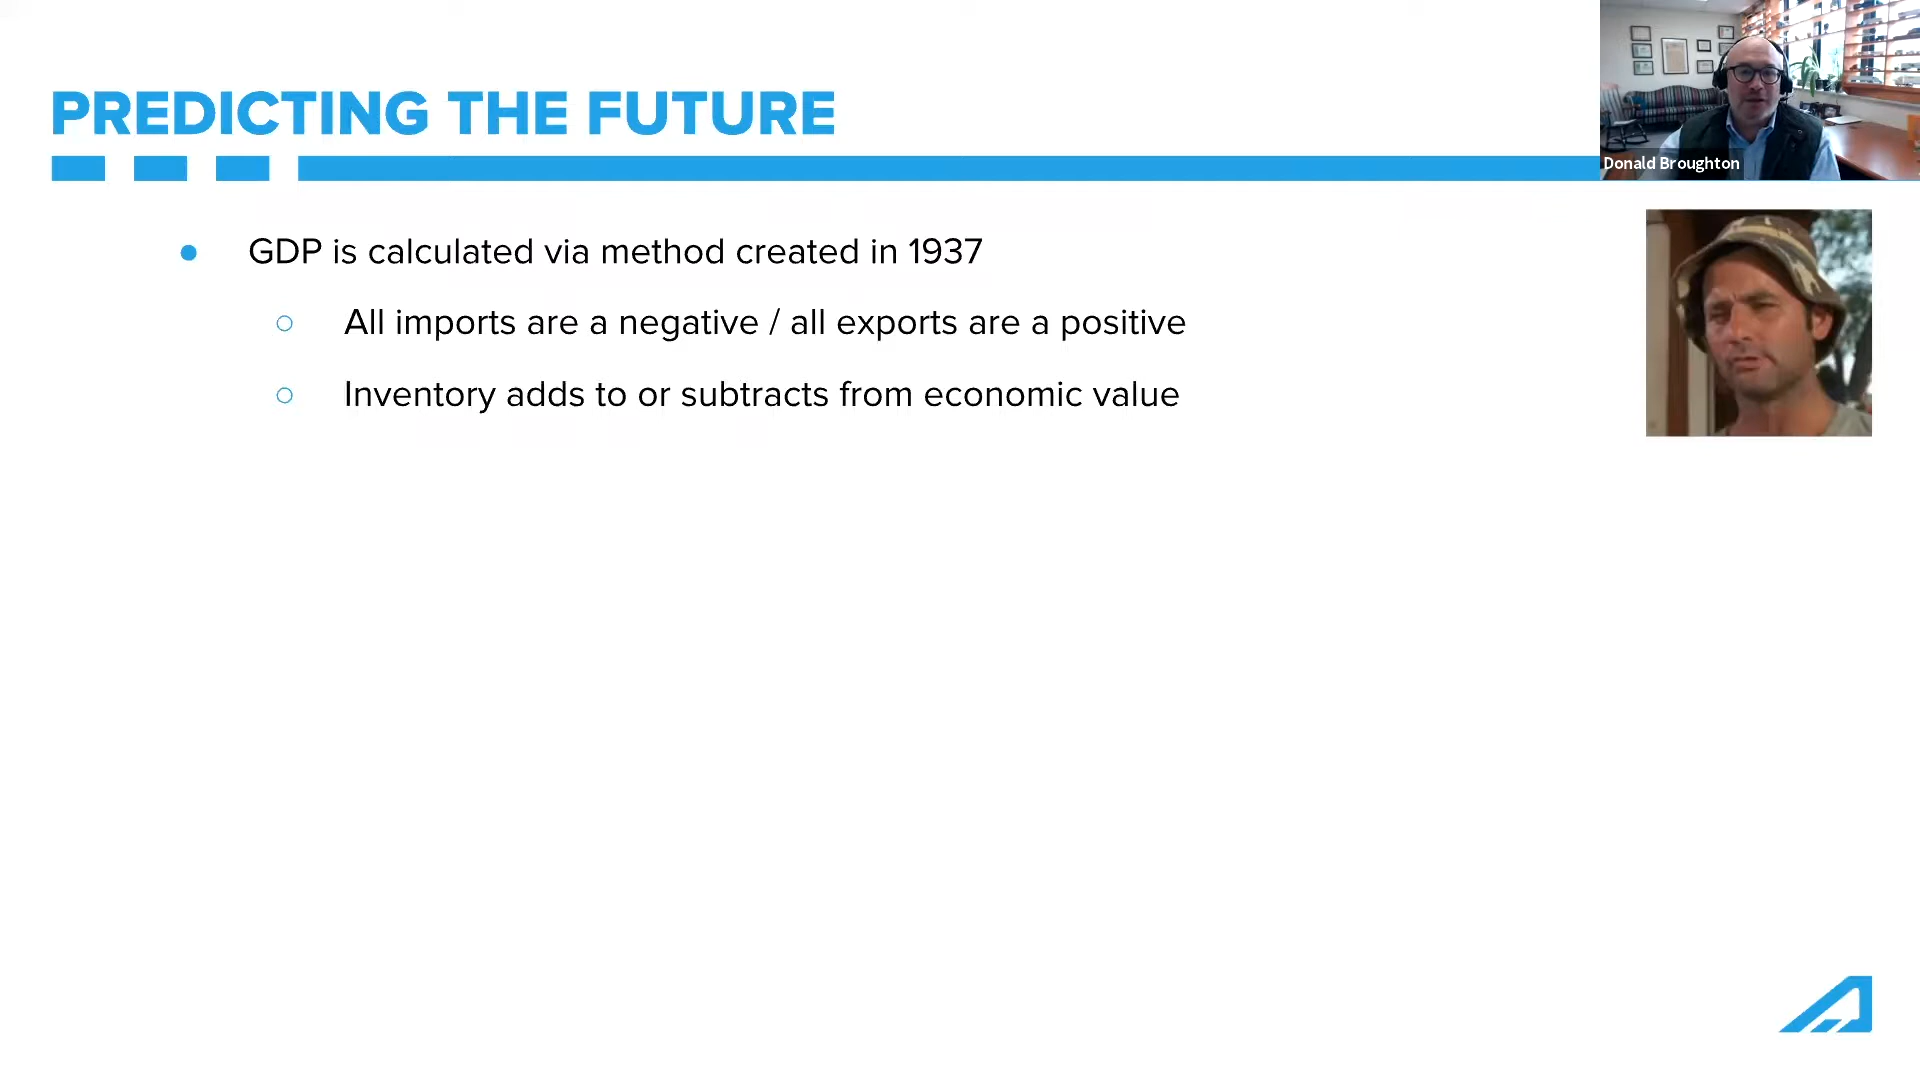 PREDICTING THE FUTURE
Donald Broughton
GDP is calculated via method created in 1937
All imports are a negative / all exports are a positive
Inventory adds to or subtracts from economic value